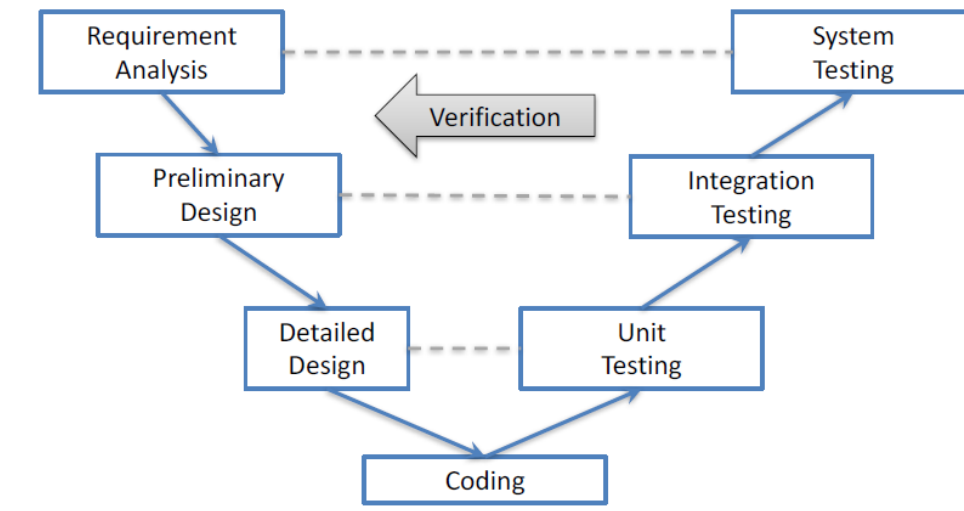 Requirement
Analysis
System
Testing
Verification
Preliminary
Design
Integration
Testing
Detailed
Design
Unit
Testing
Coding